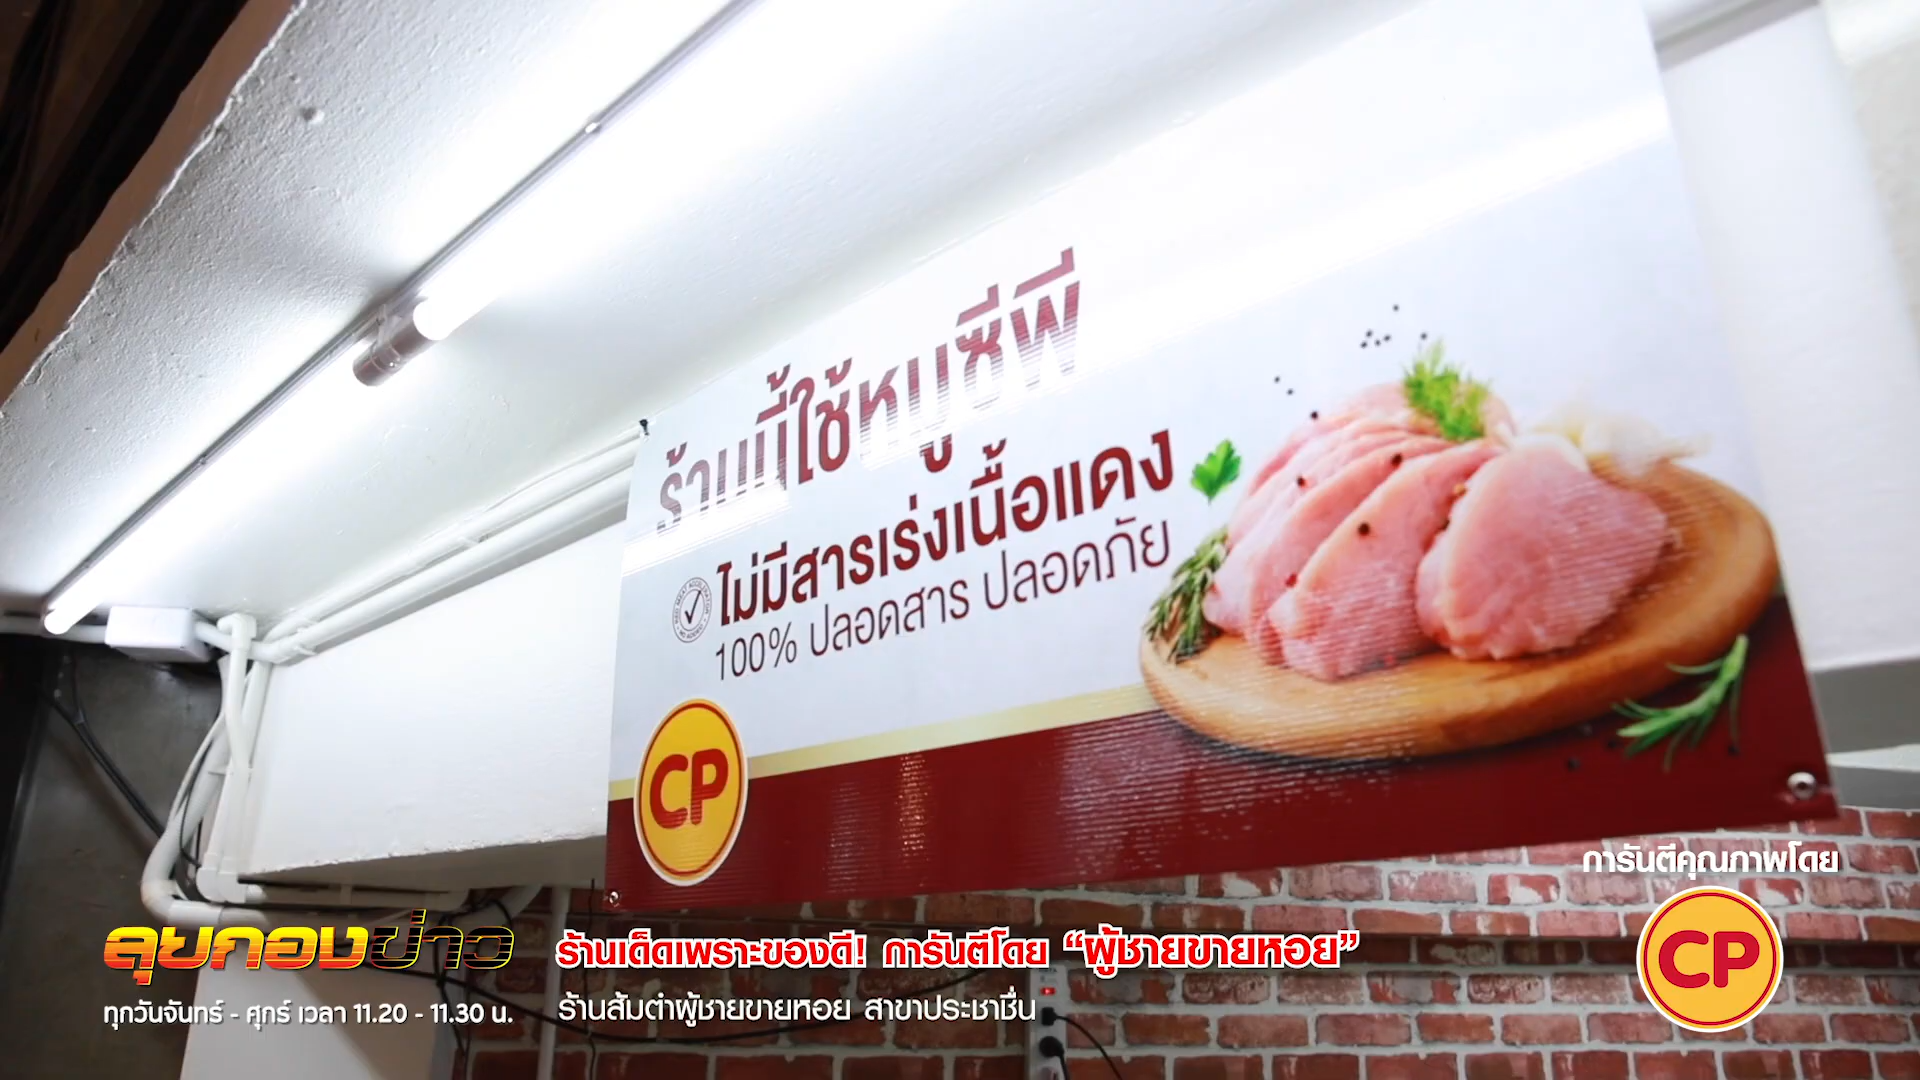 ร้านนี้ใช้หมูซีพี
ไม่มีสารเร่งเนื้อแดง
100% ปลอดสาร ปลอดภัย
RED MEAT ACCELERATOR
NO ADDED
CP
การันตีคุณภาพโดย
CP
ลุยกองข่าว
ทุกวันจันทร์ - ศุกร์ เวลา 11.20 - 11.30 น.
ร้านเด็ดเพราะของดี! การันตีโดย “ผู้ชายขายหอย”
ร้านส้มตำผู้ชายขายหอย สาขาประชาชื่น